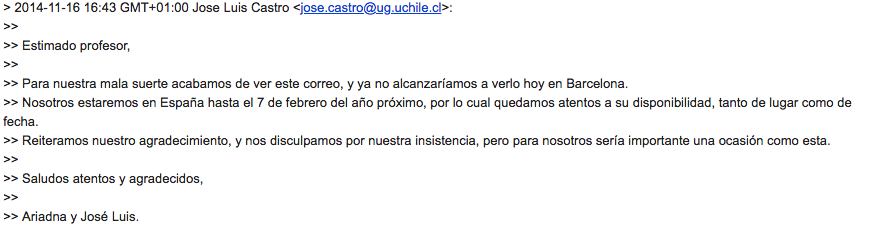 > 2014-11-16 16:43 GMT+01:00 Jose Luis Castro <jose.castro@ug.uchile.cl>:
>>
>> Estimado profesor,
>>
>> Para nuestra mala suerte acabamos de ver este correo, y ya no alcanzaríamos a verlo hoy en Barcelona.
>> Nosotros estaremos en España hasta el 7 de febrero del año próximo, por lo cual quedamos atentos a su disponibilidad, tanto de lugar como de
fecha.
>> Reiteramos nuestro agradecimiento, y nos disculpamos por nuestra insistencia, pero para nosotros sería importante una ocasión como esta.
>>
>> Saludos atentos y agradecidos,
>>
>> Ariadna y José Luis.